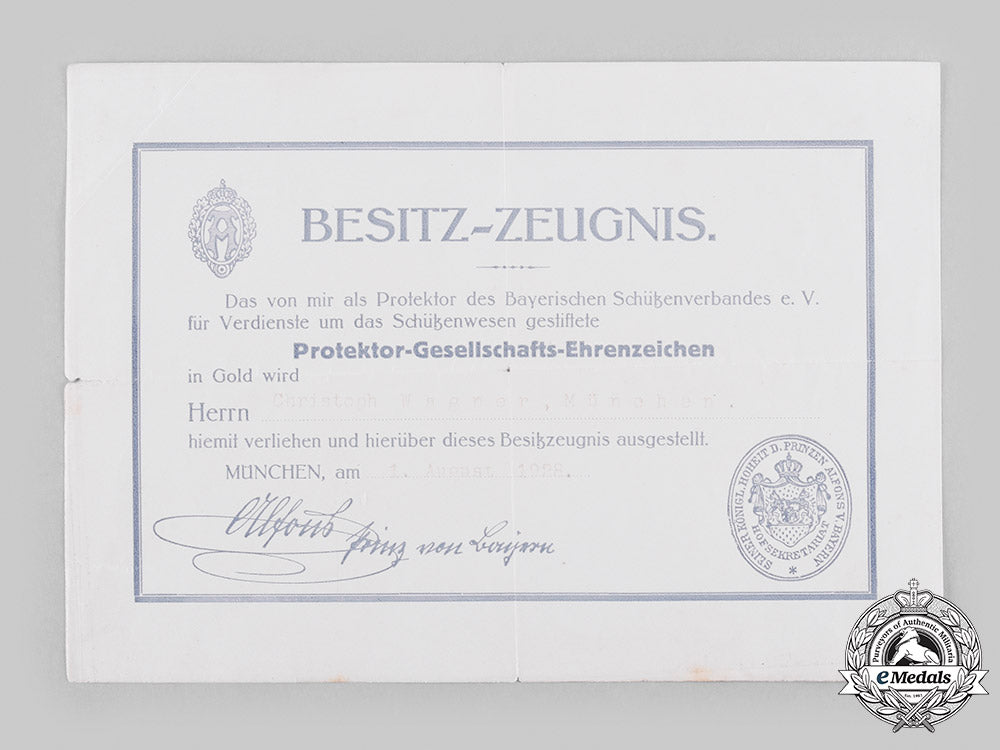 BESITZ-ZEUGNIS.
Das von mir als Protektor des Bayerischen Schützenverbandes e. V.
für Verdienste um das Schützenwesen gestiftete
Protektor-Gesellschafts-Ehrenzeichen
in Gold wird
Herrn Christoph Wagner, München.
hiemit verliehen und hierüber dieses Besitzzeugnis ausgestellt.
MÜNCHEN, am 1. August 1928.
Alfons Prinz von Bayern
SEINER KÖNIGL. HOHEIT D. PRINZEN ALFONS V. BAYERN
HOFSEKRETARIAT
Purveyors of Authentic Militaria
eMedals